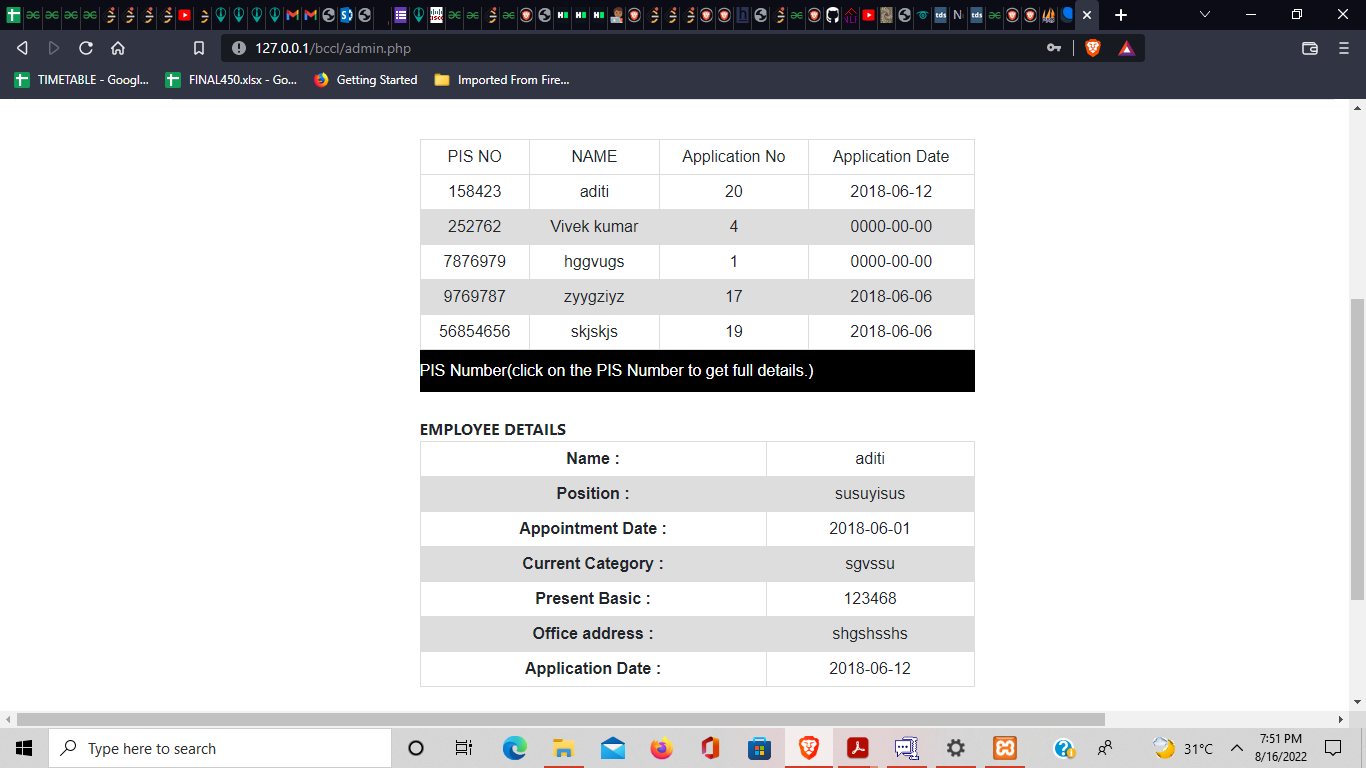 127.0.0.1/bccl/admin.php
TIMETABLE - Googl... FINAL450.xlsx - Go... Getting Started Imported From Fire...
PIS NO NAME Application No Application Date
158423 aditi 20 2018-06-12
252762 Vivek kumar 4 0000-00-00
7876979 hggvugs 1 0000-00-00
9769787 zyygziyz 17 2018-06-06
56854656 skjskjs 19 2018-06-06
PIS Number(click on the PIS Number to get full details.)
EMPLOYEE DETAILS
Name : aditi
Position : susuyisus
Appointment Date : 2018-06-01
Current Category : sgvssu
Present Basic : 123468
Office address : shgshsshs
Application Date : 2018-06-12
Type here to search
31°C
7:51 PM
8/16/2022